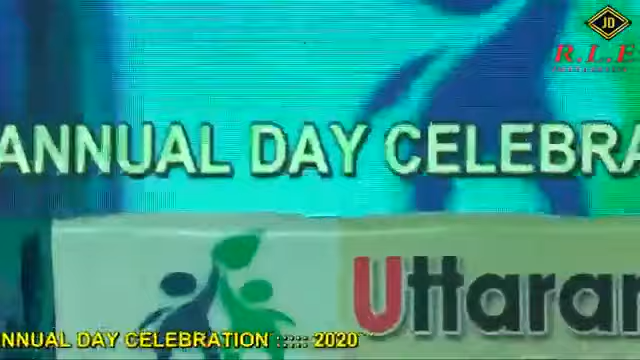 JD
R.L.E
ANNUAL DAY CELEBRA
Uttaran
NNUAL DAY CELEBRATION ::::: 2020